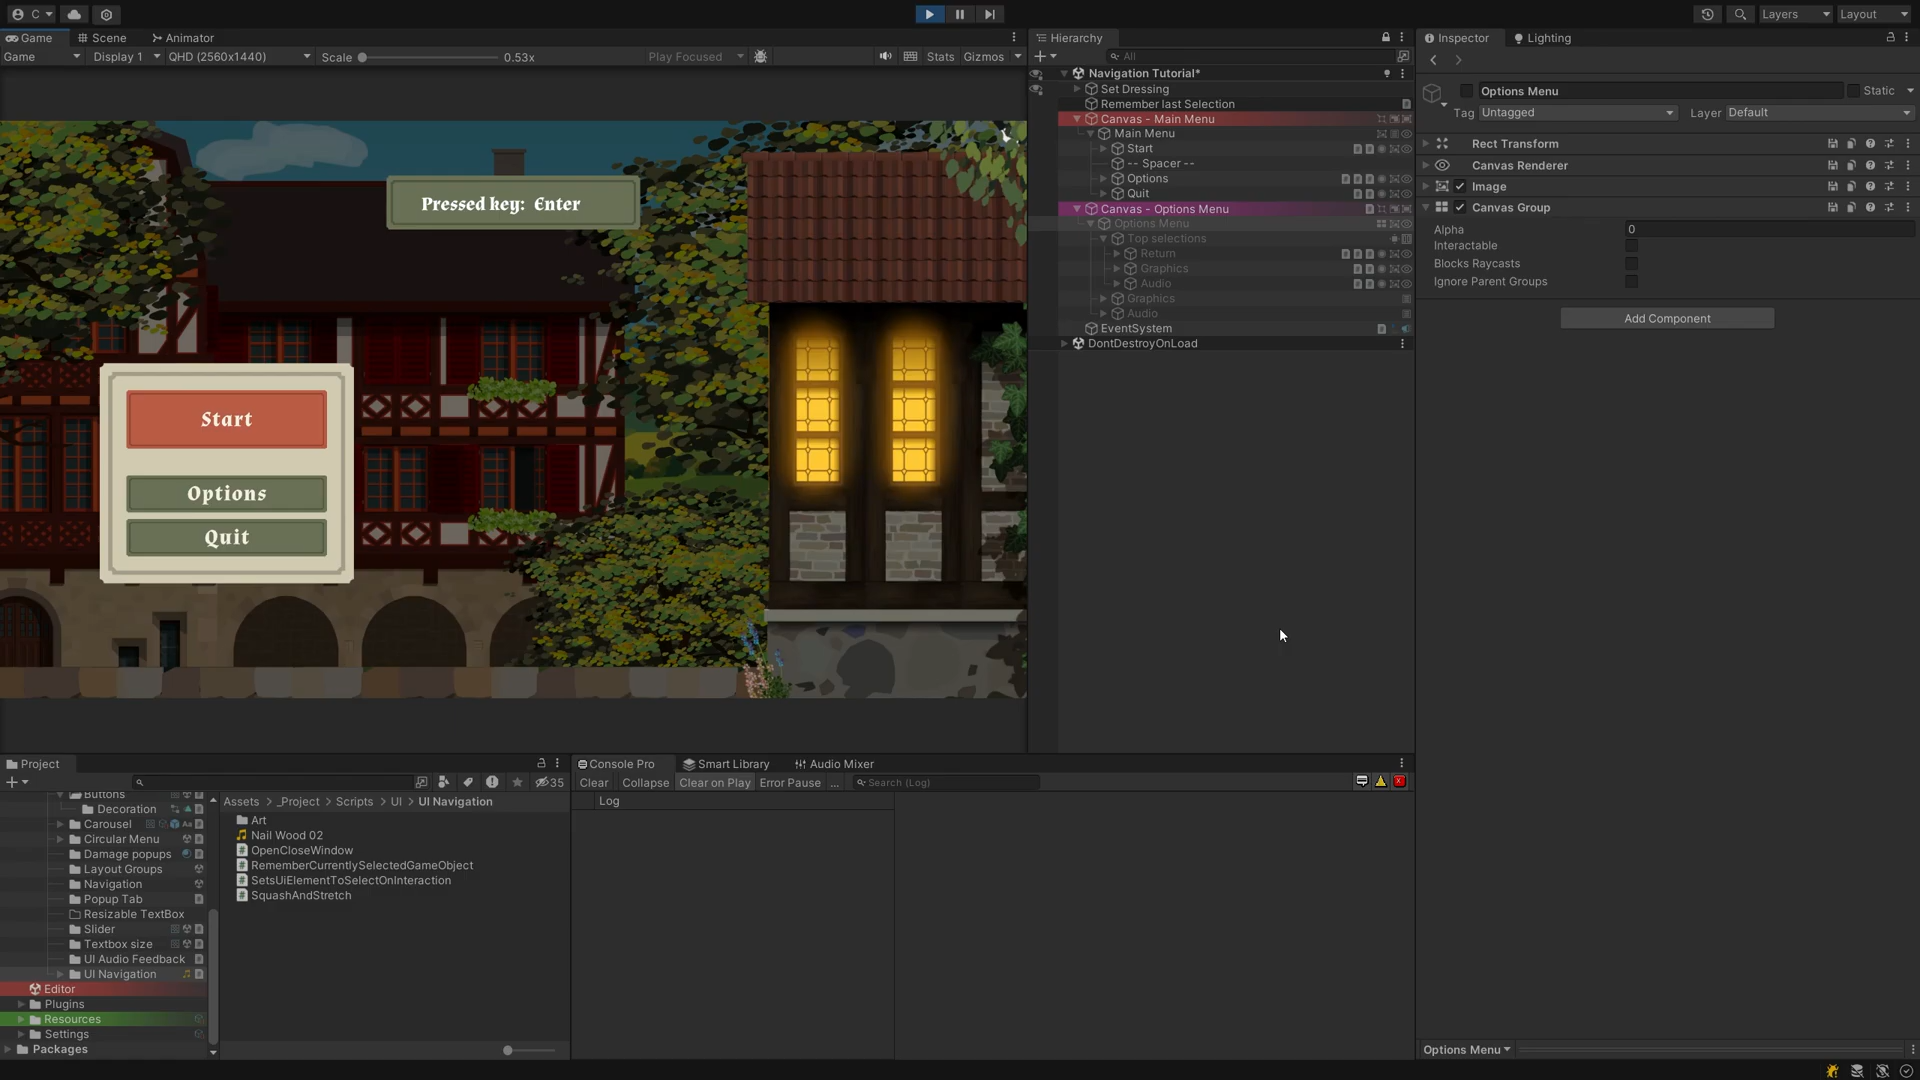 C
Layers
Layout
Game
Scene
Animator
Game
Display 1
QHD (2560x1440)
Scale
0.53x
Play Focused
Stats
Gizmos
Pressed key: Enter
Start
Options
Quit
Hierarchy
All
Navigation Tutorial*
Set Dressing
Remember last Selection
Canvas - Main Menu
Main Menu
Start
-- Spacer --
Options
Quit
Canvas - Options Menu
Options Menu
Top selections
Return
Graphics
Audio
Graphics
Audio
EventSystem
DontDestroyOnLoad
Inspector
Lighting
Options Menu
Static
Tag
Untagged
Layer
Default
Rect Transform
Canvas Renderer
Image
Canvas Group
Alpha
0
Interactable
Blocks Raycasts
Ignore Parent Groups
Add Component
Options Menu
Project
35
Buttons
Decoration
Carousel
Circular Menu
Damage popups
Layout Groups
Navigation
Popup Tab
Resizable TextBox
Slider
Textbox size
UI Audio Feedback
UI Navigation
Editor
Plugins
Resources
Settings
Packages
Assets > _Project > Scripts > UI > UI Navigation
Art
Nail Wood 02
OpenCloseWindow
RememberCurrentlySelectedGameObject
SetsUiElementToSelectOnInteraction
SquashAndStretch
Console Pro
Smart Library
Audio Mixer
Clear
Collapse
Clear on Play
Error Pause
...
Search (Log)
Log